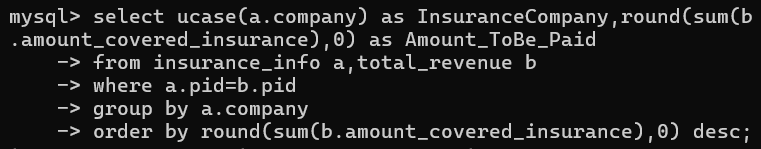 mysql> select ucase(a.company) as InsuranceCompany,round(sum(b
.amount_covered_insurance),0) as Amount_ToBe_Paid
    -> from insurance_info a,total_revenue b
    -> where a.pid=b.pid
    -> group by a.company
    -> order by round(sum(b.amount_covered_insurance),0) desc;